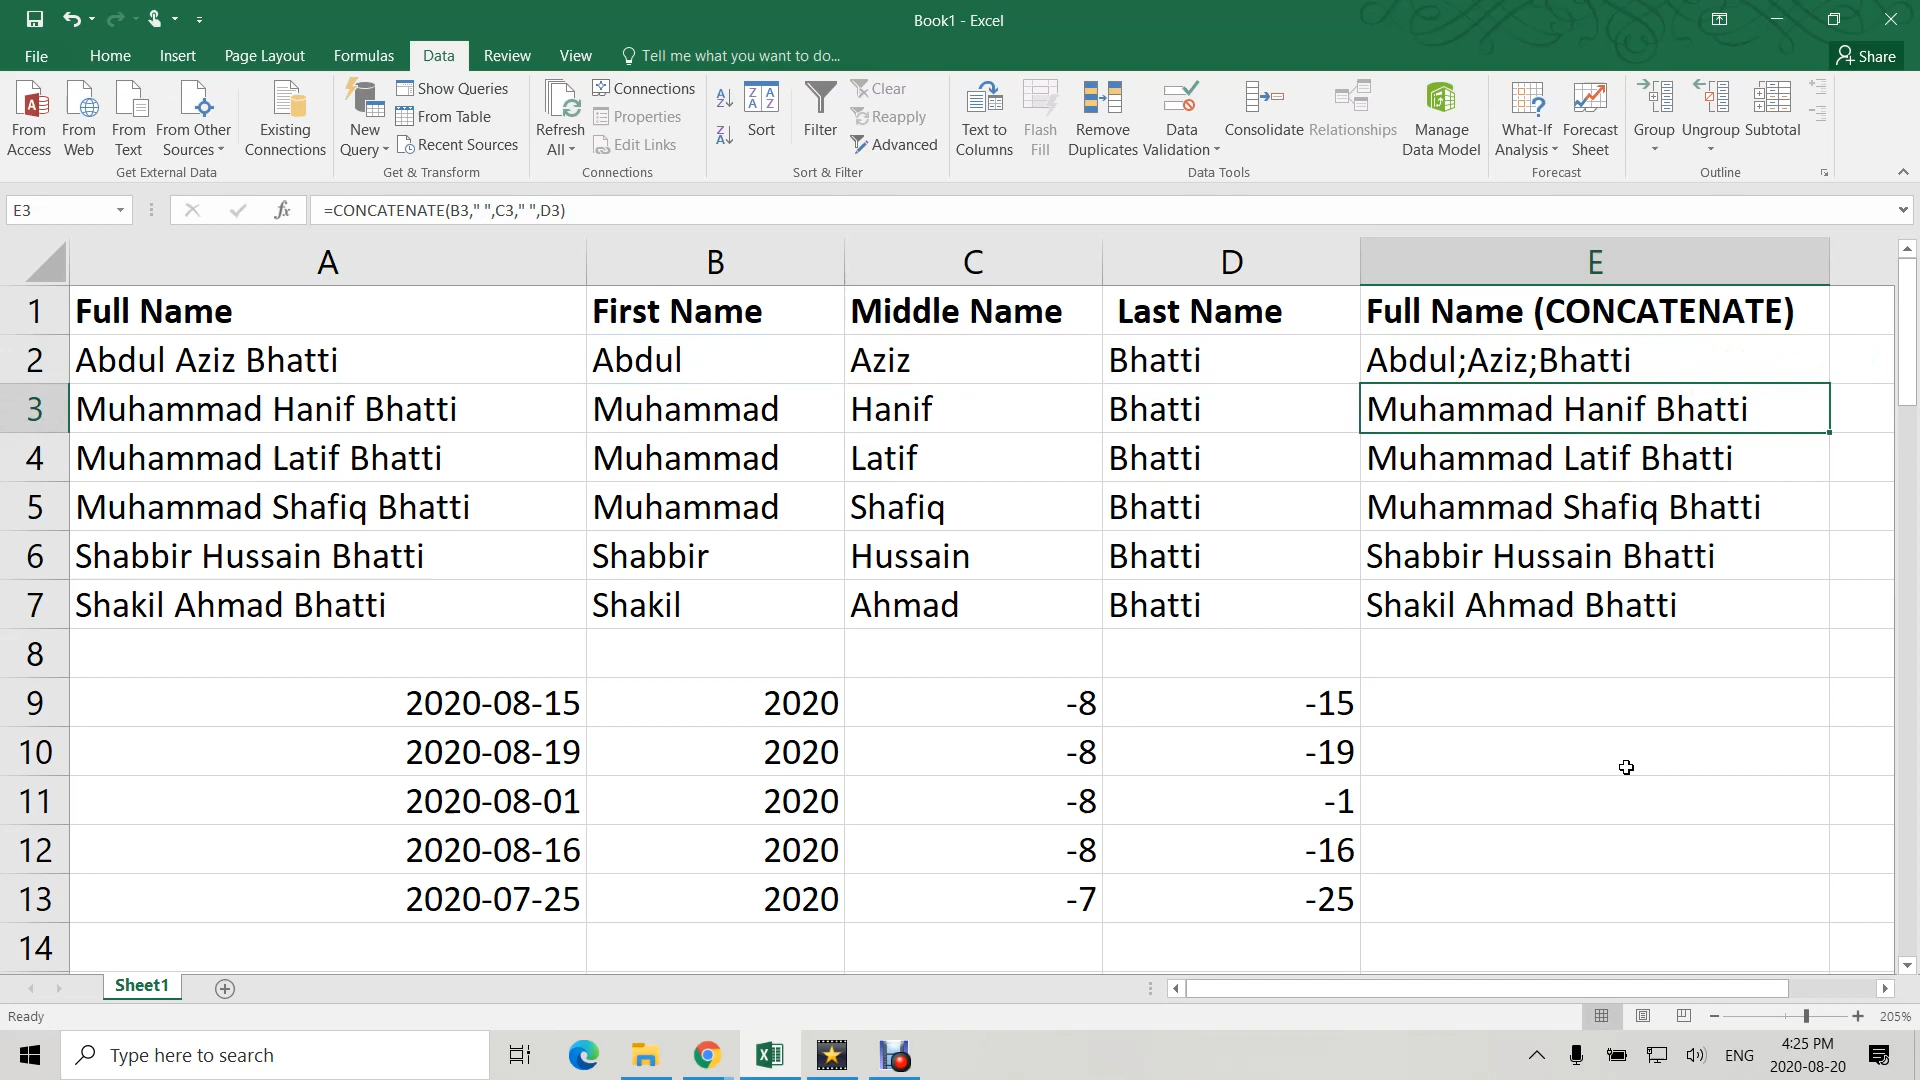 Book1 - Excel
File Home Insert Page Layout Formulas Data Review View Tell me what you want to do... Share
From Access
From Web
From Text
From Other Sources
Existing Connections
Get External Data
New Query
Show Queries
From Table
Recent Sources
Get & Transform
Refresh All
Connections
Properties
Edit Links
Connections
Sort
Filter
Clear
Reapply
Advanced
Sort & Filter
Text to Columns
Flash Fill
Remove Duplicates
Data Validation
Consolidate
Relationships
Manage Data Model
Data Tools
What-If Analysis
Forecast Sheet
Forecast
Group
Ungroup
Subtotal
Outline
E3 fx =CONCATENATE(B3," ",C3," ",D3)
A B C D E
1 Full Name First Name Middle Name Last Name Full Name (CONCATENATE)
2 Abdul Aziz Bhatti Abdul Aziz Bhatti Abdul;Aziz;Bhatti
3 Muhammad Hanif Bhatti Muhammad Hanif Bhatti Muhammad Hanif Bhatti
4 Muhammad Latif Bhatti Muhammad Latif Bhatti Muhammad Latif Bhatti
5 Muhammad Shafiq Bhatti Muhammad Shafiq Bhatti Muhammad Shafiq Bhatti
6 Shabbir Hussain Bhatti Shabbir Hussain Bhatti Shabbir Hussain Bhatti
7 Shakil Ahmad Bhatti Shakil Ahmad Bhatti Shakil Ahmad Bhatti
8
9 2020-08-15 2020 -8 -15
10 2020-08-19 2020 -8 -19
11 2020-08-01 2020 -8 -1
12 2020-08-16 2020 -8 -16
13 2020-07-25 2020 -7 -25
14
Sheet1
Ready 205%
Type here to search ENG 4:25 PM
2020-08-20